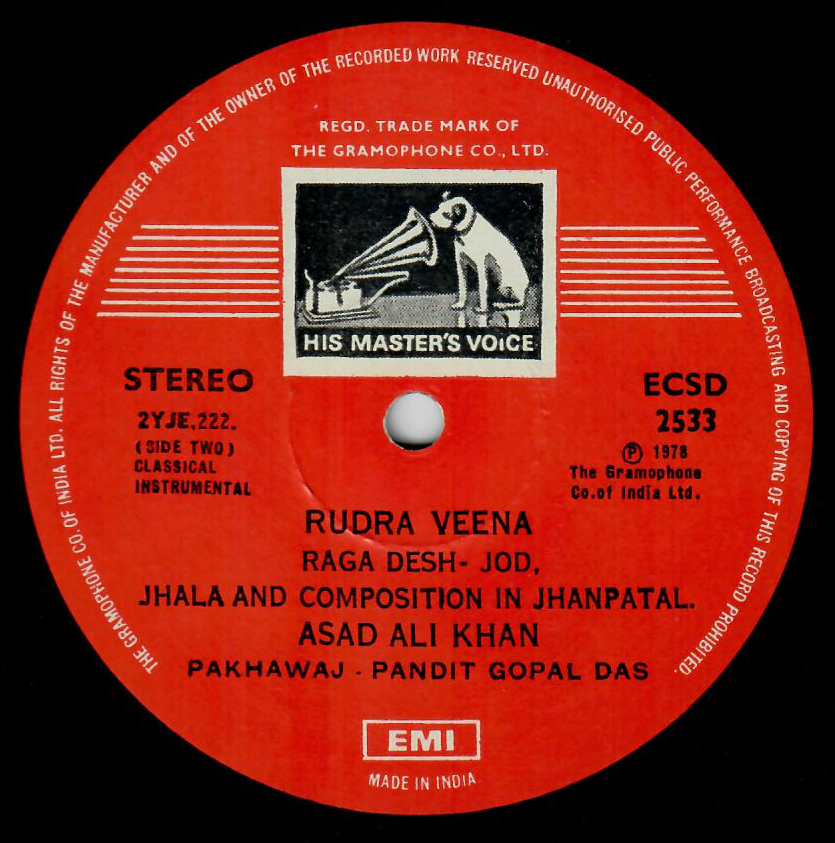 THE GRAMOPHONE CO. OF INDIA LTD. ALL RIGHTS OF THE MANUFACTURER AND OF THE OWNER OF THE RECORDED WORK RESERVED UNAUTHORISED PUBLIC PERFORMANCE BROADCASTING AND COPYING OF THIS RECORD PROHIBITED.
REGD. TRADE MARK OF
THE GRAMOPHONE CO., LTD.
HIS MASTER'S VOICE
STEREO
2YJE.222.
(SIDE TWO)
CLASSICAL
INSTRUMENTAL
ECSD
2533
℗ 1978
The Gramophone
Co.of India Ltd.
RUDRA VEENA
RAGA DESH- JOD,
JHALA AND COMPOSITION IN JHANPATAL.
ASAD ALI KHAN
PAKHAWAJ - PANDIT GOPAL DAS
EMI
MADE IN INDIA